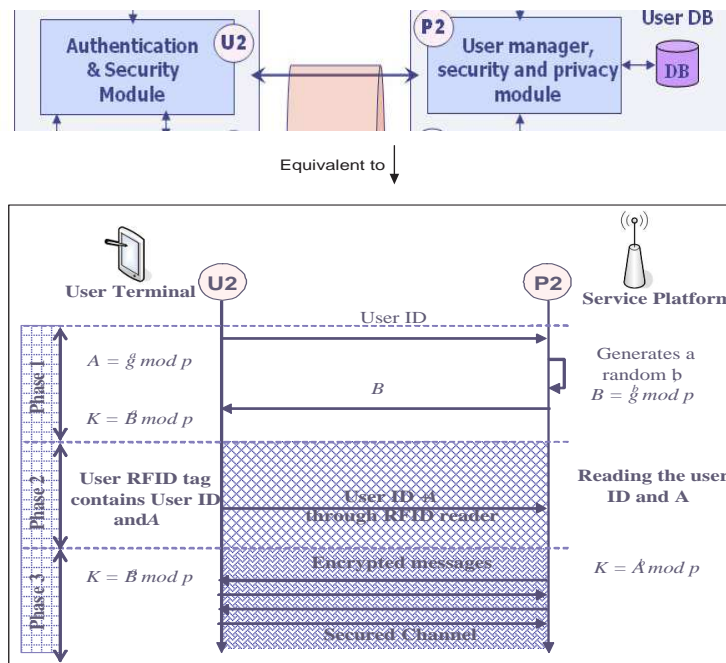 Authentication
& Security
Module
U2
P2
User manager,
security and privacy
module
User DB
DB
Equivalent to
User Terminal
U2
P2
Service Platform
Phase 1
User ID
A = g^a mod p
Generates a
random b
B = g^b mod p
B
K = B^a mod p
Phase 2
User RFID tag
contains User ID
and A
User ID, A
through RFID reader
Reading the user
ID and A
Phase 3
K = B^a mod p
Encrypted messages
K = A^b mod p
Secured Channel